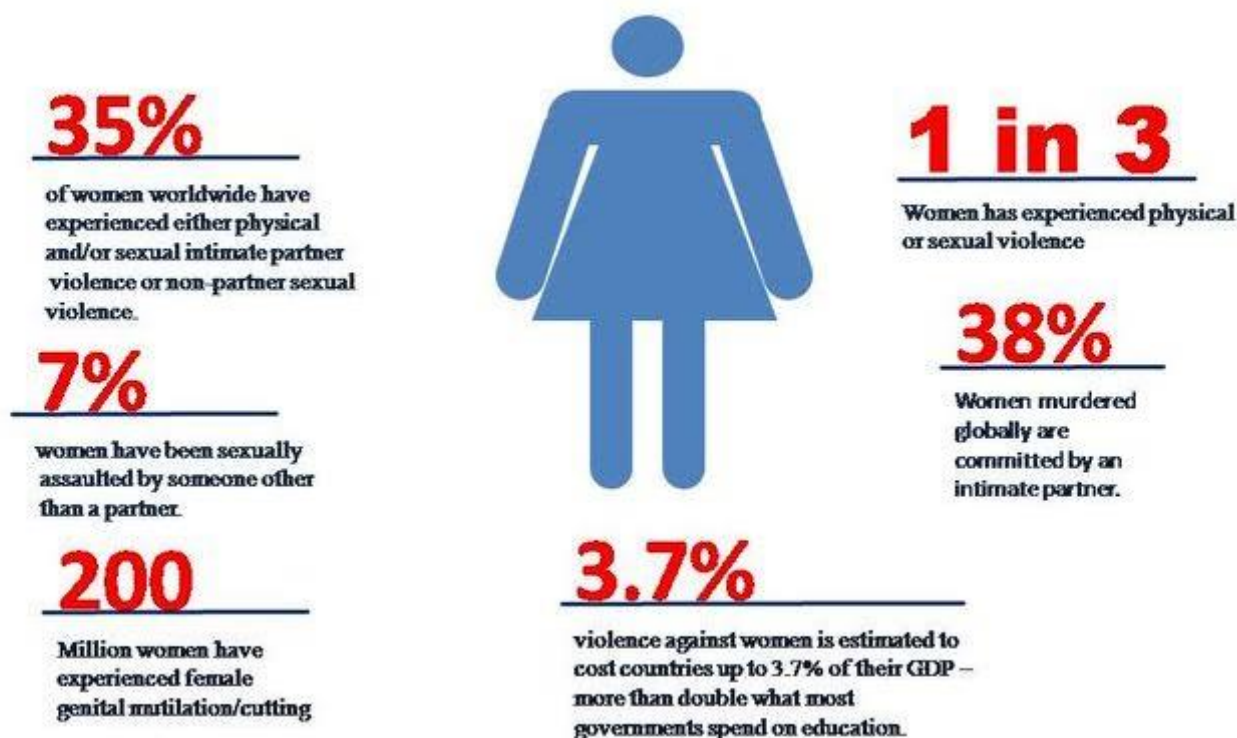 35%
of women worldwide have
experienced either physical
and/or sexual intimate partner
violence or non-partner sexual
violence.
7%
women have been sexually
assaulted by someone other
than a partner.
200
Million women have
experienced female
genital mutilation/cutting
1 in 3
Women has experienced physical
or sexual violence
38%
Women murdered
globally are
committed by an
intimate partner.
3.7%
violence against women is estimated to
cost countries up to 3.7% of their GDP –
more than double what most
governments spend on education.